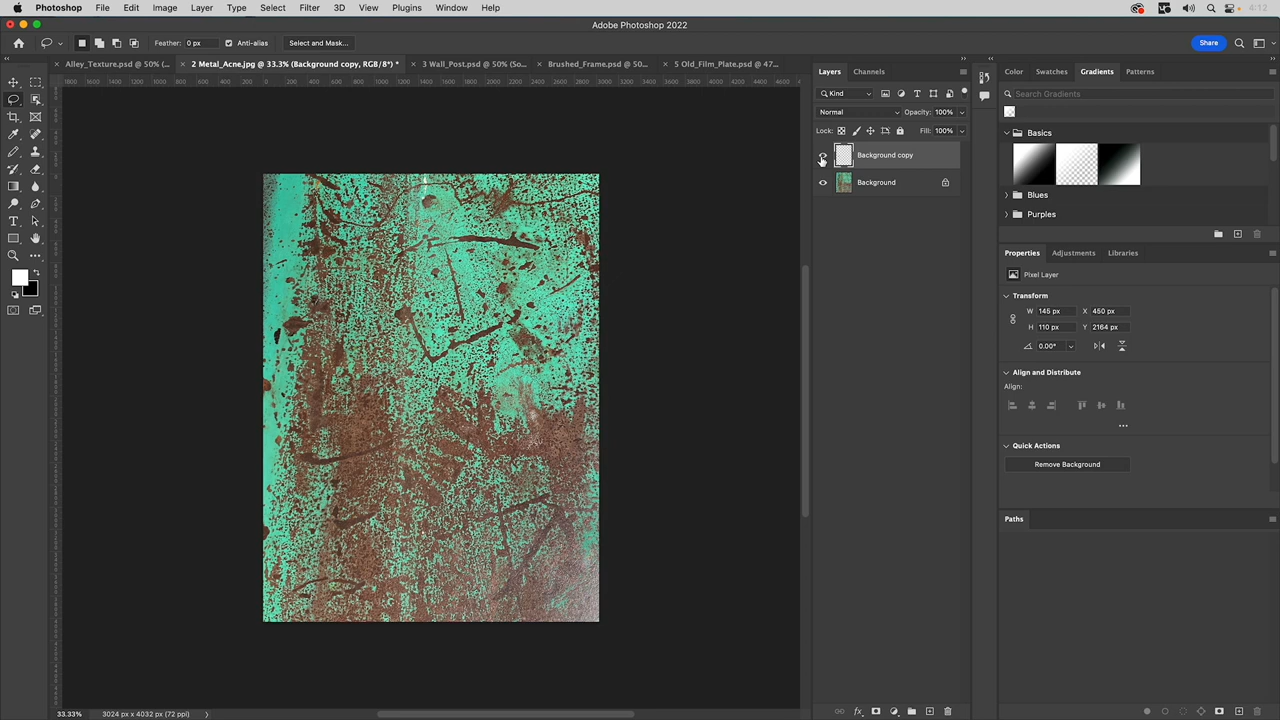 Photoshop File Edit Image Layer Type Select Filter 3D View Plugins Window Help 4:12
Adobe Photoshop 2022
Feather: 0 px Anti-alias Select and Mask... Share
Alley_Texture.psd @ 50% (... 2 Metal_Acne.jpg @ 33.3% (Background copy, RGB/8*) * 3 Wall_Post.psd @ 50% (So... Brushed_Frame.psd @ 50... 5 Old_Film_Plate.psd @ 47...
Layers Channels
Kind
Normal Opacity: 100%
Lock: Fill: 100%
Background copy
Background
Color Swatches Gradients Patterns
Search Gradients
Basics
Blues
Purples
Properties Adjustments Libraries
Pixel Layer
Transform
W 145 px X 450 px
H 110 px Y 2164 px
0.00°
Align and Distribute
Align:
Quick Actions
Remove Background
Paths
33.33% 3024 px x 4032 px (72 ppi)